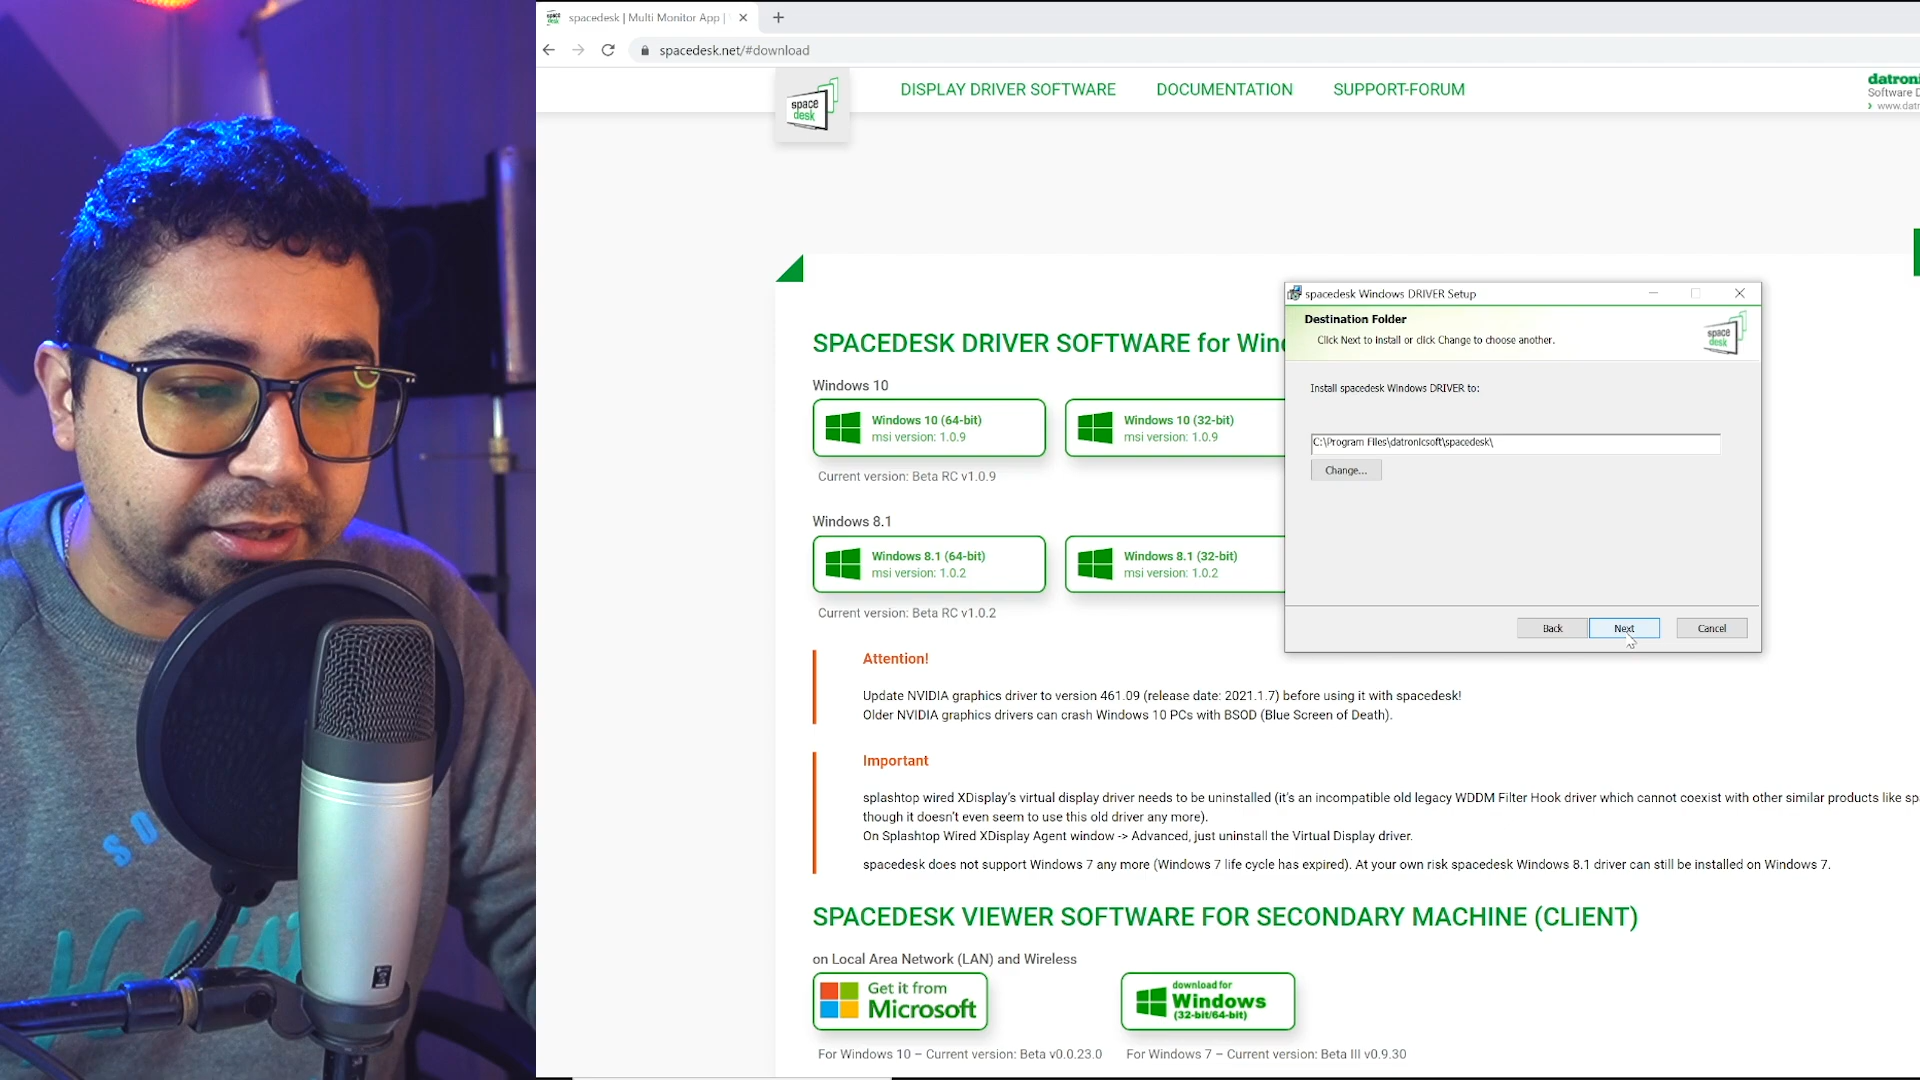 spacedesk | Multi Monitor App |
spacedesk.net/#download
space
desk
DISPLAY DRIVER SOFTWARE
DOCUMENTATION
SUPPORT-FORUM
datroni
Software D
www.datr
SPACEDESK DRIVER SOFTWARE for Win
Windows 10
Windows 10 (64-bit)
msi version: 1.0.9
Windows 10 (32-bit)
msi version: 1.0.9
Current version: Beta RC v1.0.9
Windows 8.1
Windows 8.1 (64-bit)
msi version: 1.0.2
Windows 8.1 (32-bit)
msi version: 1.0.2
Current version: Beta RC v1.0.2
spacedesk Windows DRIVER Setup
Destination Folder
Click Next to install or click Change to choose another.
space
desk
Install spacedesk Windows DRIVER to:
C:\Program Files\datronicsoft\spacedesk\
Change...
Back
Next
Cancel
Attention!
Update NVIDIA graphics driver to version 461.09 (release date: 2021.1.7) before using it with spacedesk!
Older NVIDIA graphics drivers can crash Windows 10 PCs with BSOD (Blue Screen of Death).
Important
splashtop wired XDisplay's virtual display driver needs to be uninstalled (it's an incompatible old legacy WDDM Filter Hook driver which cannot coexist with other similar products like sp
though it doesn't even seem to use this old driver any more).
On Splashtop Wired XDisplay Agent window -> Advanced, just uninstall the Virtual Display driver.
spacedesk does not support Windows 7 any more (Windows 7 life cycle has expired). At your own risk spacedesk Windows 8.1 driver can still be installed on Windows 7.
SPACEDESK VIEWER SOFTWARE FOR SECONDARY MACHINE (CLIENT)
on Local Area Network (LAN) and Wireless
Get it from
Microsoft
download for
Windows
(32-bit/64-bit)
For Windows 10 – Current version: Beta v0.0.23.0
For Windows 7 – Current version: Beta III v0.9.30